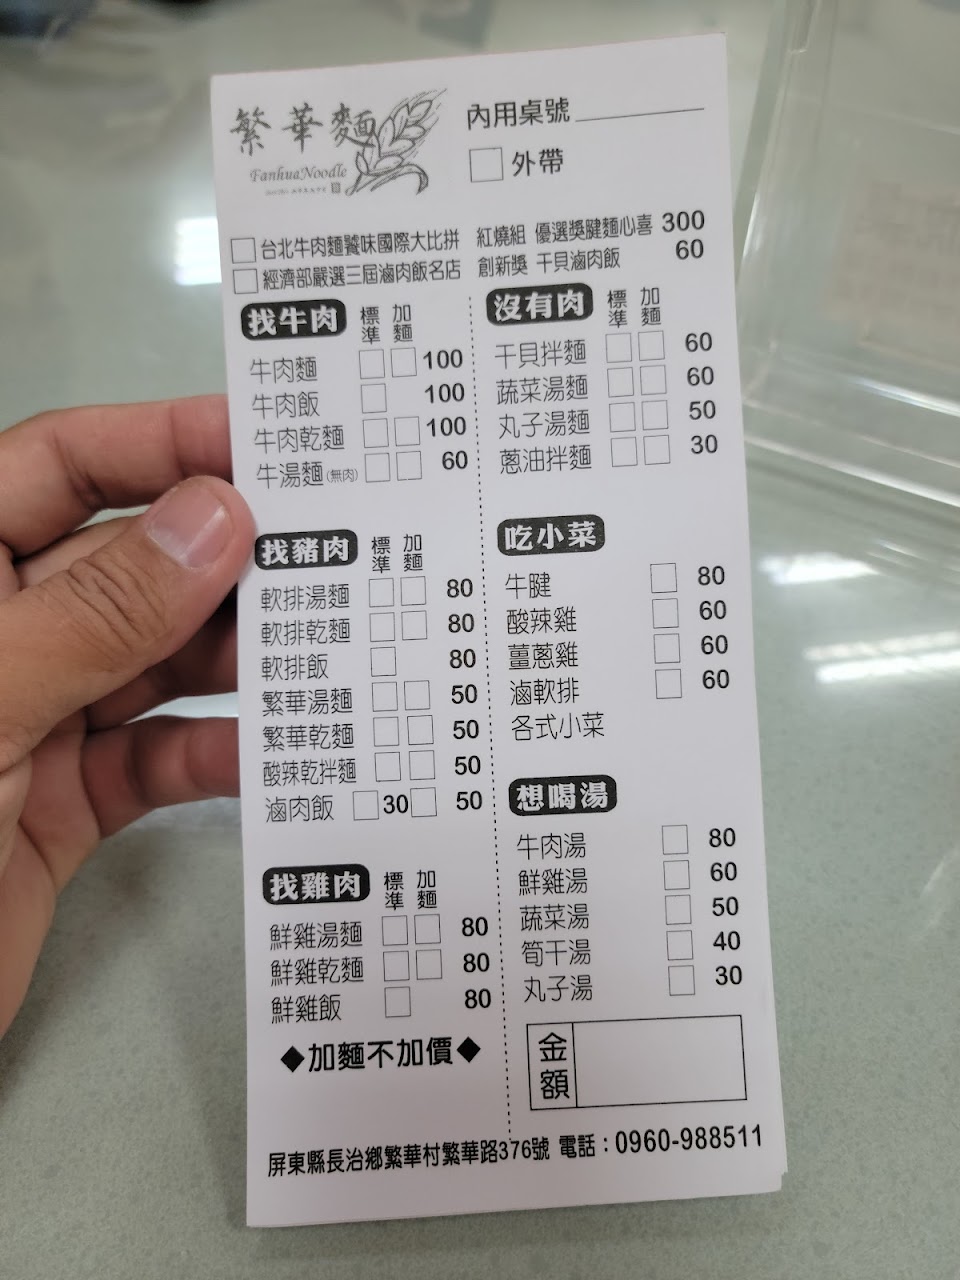 繁華麵
FanhuaNoodle
內用桌號
外帶
台北牛肉麵饕味國際大比拼 紅燒組 優選獎腱麵心喜 300
經濟部嚴選三屆滷肉飯名店 創新獎 干貝滷肉飯 60
找牛肉 標準 加麵
牛肉麵 100
牛肉飯 100
牛肉乾麵 100
牛湯麵(無肉) 60
找豬肉 標準 加麵
軟排湯麵 80
軟排乾麵 80
軟排飯 80
繁華湯麵 50
繁華乾麵 50
酸辣乾拌麵 50
滷肉飯 30 50
找雞肉 標準 加麵
鮮雞湯麵 80
鮮雞乾麵 80
鮮雞飯 80
◆加麵不加價◆
沒有肉 標準 加麵
干貝拌麵 60
蔬菜湯麵 60
丸子湯麵 50
蔥油拌麵 30
吃小菜
牛腱 80
酸辣雞 60
薑蔥雞 60
滷軟排 60
各式小菜
想喝湯
牛肉湯 80
鮮雞湯 60
蔬菜湯 50
筍干湯 40
丸子湯 30
金額
屏東縣長治鄉繁華村繁華路376號 電話：0960-988511